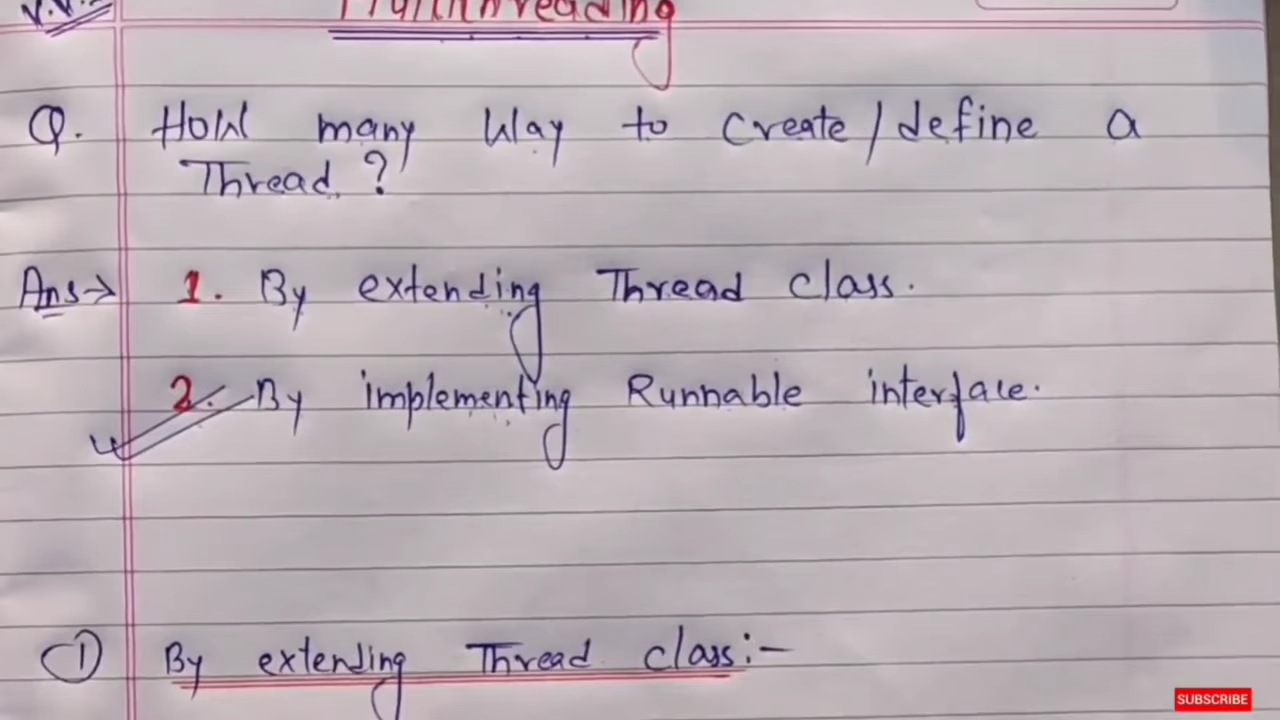 V.V.
Multithreading
Q. How many way to create/define a
Thread ?
Ans→ 1. By extending Thread class.
2. By implementing Runnable interface.
① By extending Thread class:-
SUBSCRIBE